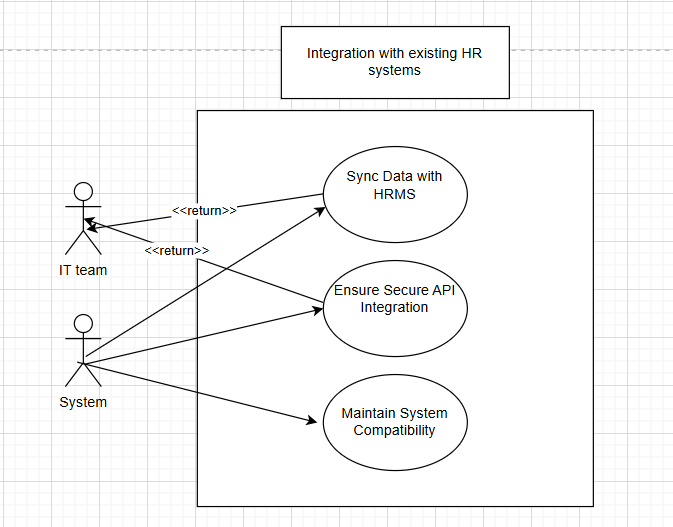 Integration with existing HR
systems
Sync Data with
HRMS
<<return>>
<<return>>
IT team
Ensure Secure API
Integration
System
Maintain System
Compatibility